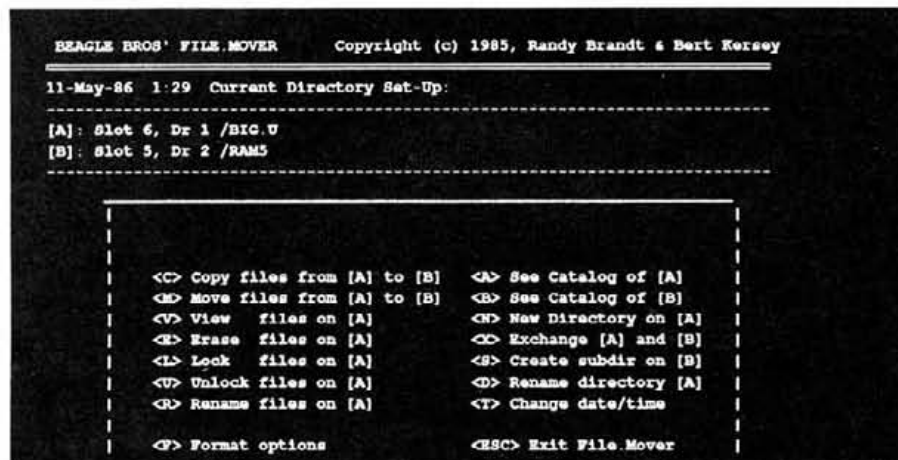 BEAGLE BROS' FILE.MOVER Copyright (c) 1985, Randy Brandt & Bert Kersey
11-May-86 1:29 Current Directory Set-Up:
[A]: Slot 6, Dr 1 /BIG.U
[B]: Slot 5, Dr 2 /RAM5
<C> Copy files from [A] to [B] <A> See Catalog of [A]
<M> Move files from [A] to [B] <B> See Catalog of [B]
<V> View files on [A] <N> New Directory on [A]
<E> Erase files on [A] <X> Exchange [A] and [B]
<L> Lock files on [A] <S> Create subdir on [B]
<U> Unlock files on [A] <D> Rename directory [A]
<R> Rename files on [A] <T> Change date/time
<F> Format options <ESC> Exit File.Mover